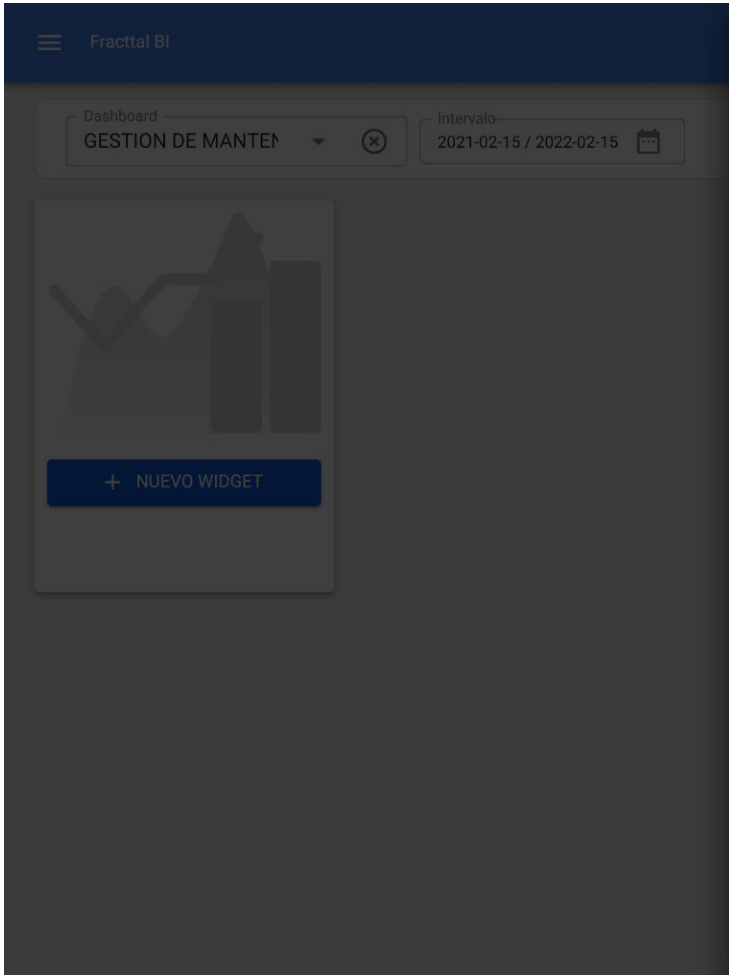 Fracttal BI
Dashboard
GESTION DE MANTEN
Intervalo
2021-02-15 / 2022-02-15
+ NUEVO WIDGET